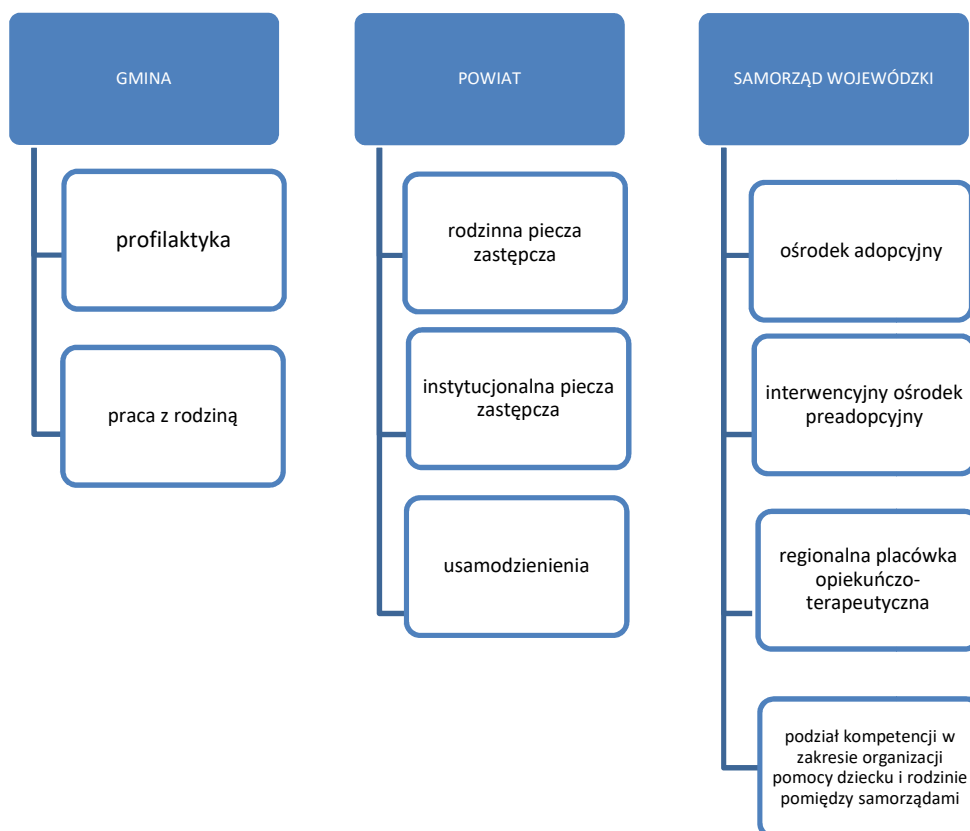 GMINA
profilaktyka
praca z rodziną
POWIAT
rodzinna piecza
zastępcza
instytucjonalna piecza
zastępcza
usamodzienienia
SAMORZĄD WOJEWÓDZKI
ośrodek adopcyjny
interwencyjny ośrodek
preadopcyjny
regionalna placówka
opiekuńczo-
terapeutyczna
podział kompetencji w
zakresie organizacji
pomocy dziecku i rodzinie
pomiędzy samorządami